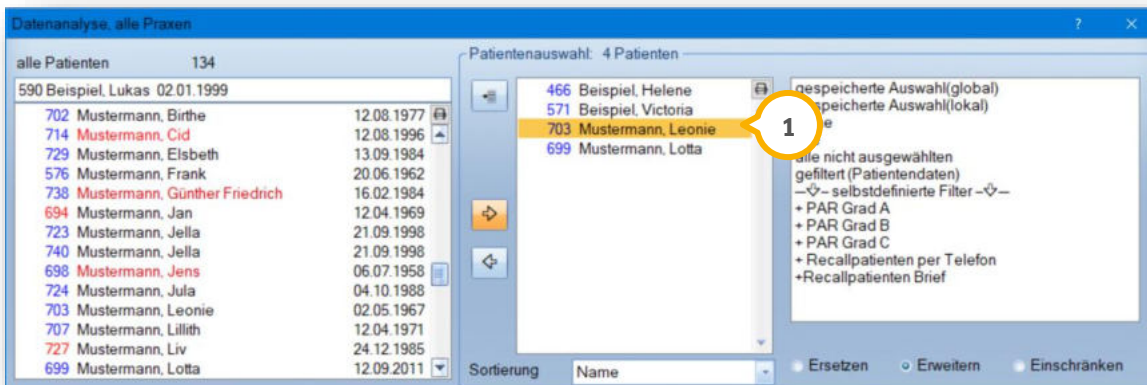 Datenanalyse, alle Praxen ? ×
alle Patienten 134
590 Beispiel, Lukas 02.01.1999
702 Mustermann, Birthe 12.08.1977
714 Mustermann, Cid 12.08.1996
729 Mustermann, Elsbeth 13.09.1984
576 Mustermann, Frank 20.06.1962
738 Mustermann, Günther Friedrich 16.02.1984
694 Mustermann, Jan 12.04.1969
723 Mustermann, Jella 21.09.1998
740 Mustermann, Jella 21.09.1998
698 Mustermann, Jens 06.07.1958
724 Mustermann, Jula 04.10.1988
703 Mustermann, Leonie 02.05.1967
707 Mustermann, Lillith 12.04.1971
727 Mustermann, Liv 24.12.1985
699 Mustermann, Lotta 12.09.2011
Patientenauswahl: 4 Patienten
466 Beispiel, Helene
571 Beispiel, Victoria
703 Mustermann, Leonie
699 Mustermann, Lotta
1
Sortierung Name
gespeicherte Auswahl(global)
speicherte Auswahl(lokal)
alle nicht ausgewählten
gefiltert (Patientendaten)
– selbstdefinierte Filter –
+ PAR Grad A
+ PAR Grad B
+ PAR Grad C
+ Recallpatienten per Telefon
+Recallpatienten Brief
Ersetzen Erweitern Einschränken